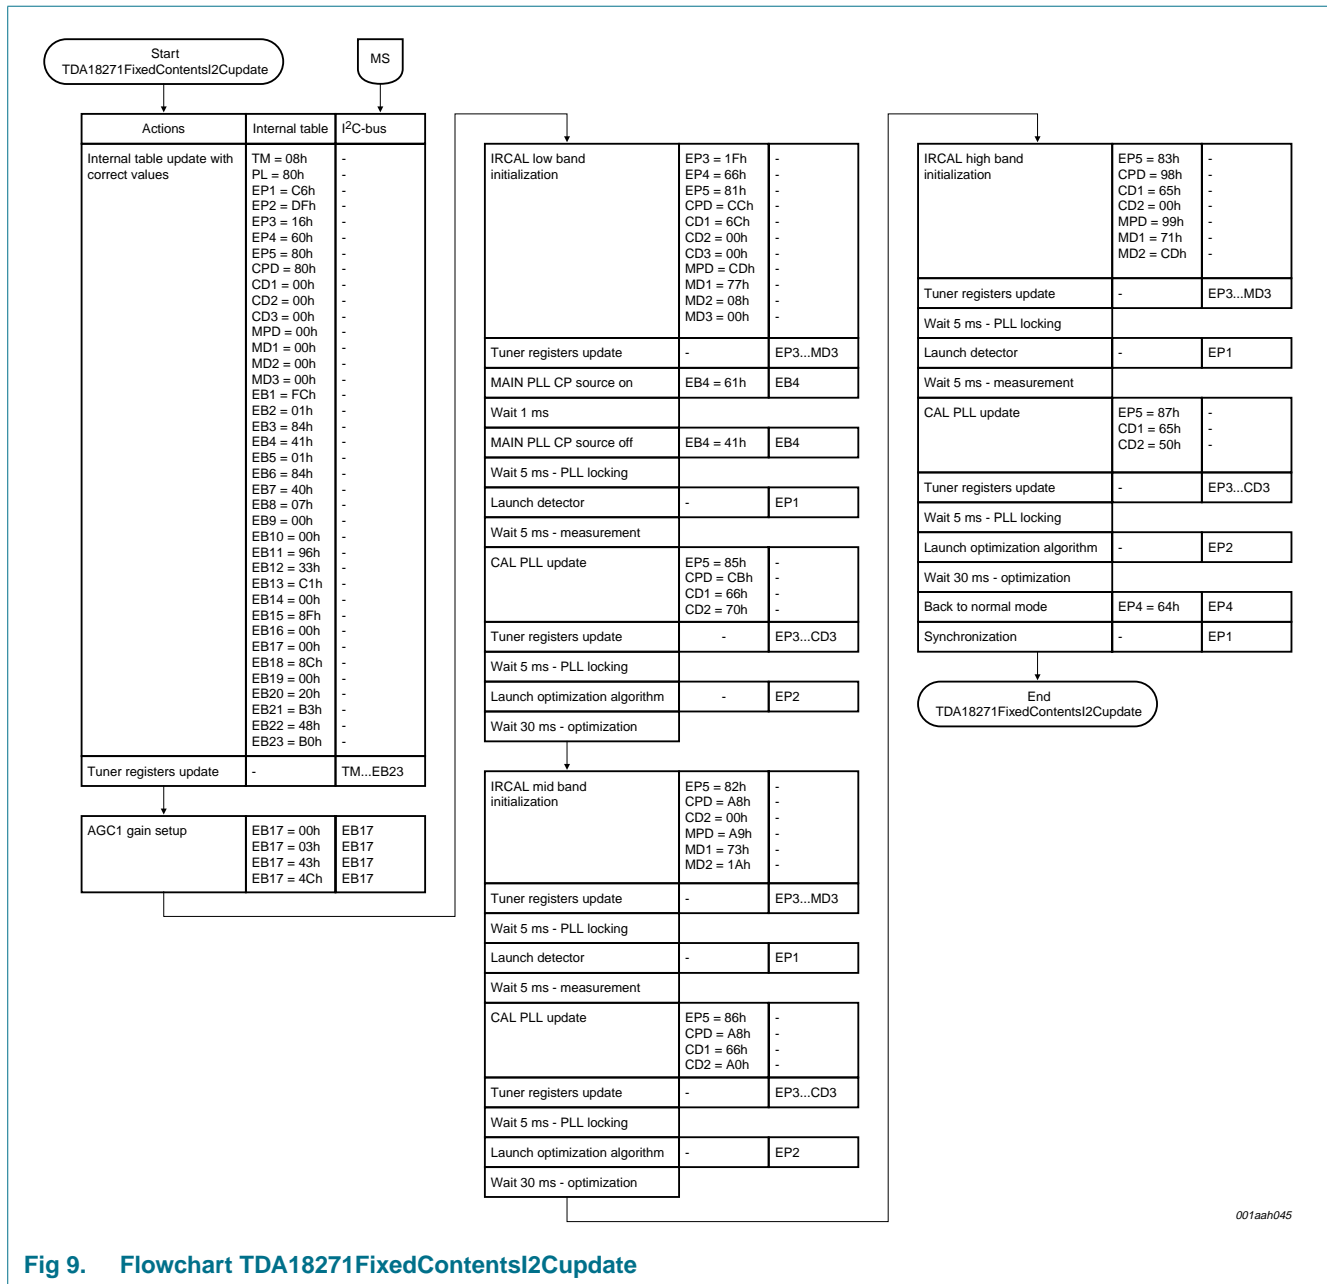 Start
TDA18271FixedContentsI2Cupdate
MS
Actions Internal table I2C-bus
Internal table update with TM = 08h -
correct values PL = 80h -
EP1 = C6h -
EP2 = DFh -
EP3 = 16h -
EP4 = 60h -
EP5 = 80h -
CPD = 80h -
CD1 = 00h -
CD2 = 00h -
CD3 = 00h -
MPD = 00h -
MD1 = 00h -
MD2 = 00h -
MD3 = 00h -
EB1 = FCh -
EB2 = 01h -
EB3 = 84h -
EB4 = 41h -
EB5 = 01h -
EB6 = 84h -
EB7 = 40h -
EB8 = 07h -
EB9 = 00h -
EB10 = 00h -
EB11 = 96h -
EB12 = 33h -
EB13 = C1h -
EB14 = 00h -
EB15 = 8Fh -
EB16 = 00h -
EB17 = 00h -
EB18 = 8Ch -
EB19 = 00h -
EB20 = 20h -
EB21 = B3h -
EB22 = 48h -
EB23 = B0h -
Tuner registers update - TM...EB23
AGC1 gain setup EB17 = 00h EB17
EB17 = 03h EB17
EB17 = 43h EB17
EB17 = 4Ch EB17
IRCAL low band EP3 = 1Fh -
initialization EP4 = 66h -
EP5 = 81h -
CPD = CCh -
CD1 = 6Ch -
CD2 = 00h -
CD3 = 00h -
MPD = CDh -
MD1 = 77h -
MD2 = 08h -
MD3 = 00h -
Tuner registers update - EP3...MD3
MAIN PLL CP source on EB4 = 61h EB4
Wait 1 ms
MAIN PLL CP source off EB4 = 41h EB4
Wait 5 ms - PLL locking
Launch detector - EP1
Wait 5 ms - measurement
CAL PLL update EP5 = 85h -
CPD = CBh -
CD1 = 66h -
CD2 = 70h -
Tuner registers update - EP3...CD3
Wait 5 ms - PLL locking
Launch optimization algorithm - EP2
Wait 30 ms - optimization
IRCAL mid band EP5 = 82h -
initialization CPD = A8h -
CD2 = 00h -
MPD = A9h -
MD1 = 73h -
MD2 = 1Ah -
Tuner registers update - EP3...MD3
Wait 5 ms - PLL locking
Launch detector - EP1
Wait 5 ms - measurement
CAL PLL update EP5 = 86h -
CPD = A8h -
CD1 = 66h -
CD2 = A0h -
Tuner registers update - EP3...CD3
Wait 5 ms - PLL locking
Launch optimization algorithm - EP2
Wait 30 ms - optimization
IRCAL high band EP5 = 83h -
initialization CPD = 98h -
CD1 = 65h -
CD2 = 00h -
MPD = 99h -
MD1 = 71h -
MD2 = CDh -
Tuner registers update - EP3...MD3
Wait 5 ms - PLL locking
Launch detector - EP1
Wait 5 ms - measurement
CAL PLL update EP5 = 87h -
CD1 = 65h -
CD2 = 50h -
Tuner registers update - EP3...CD3
Wait 5 ms - PLL locking
Launch optimization algorithm - EP2
Wait 30 ms - optimization
Back to normal mode EP4 = 64h EP4
Synchronization - EP1
End
TDA18271FixedContentsI2Cupdate
001aah045
Fig 9. Flowchart TDA18271FixedContentsI2Cupdate